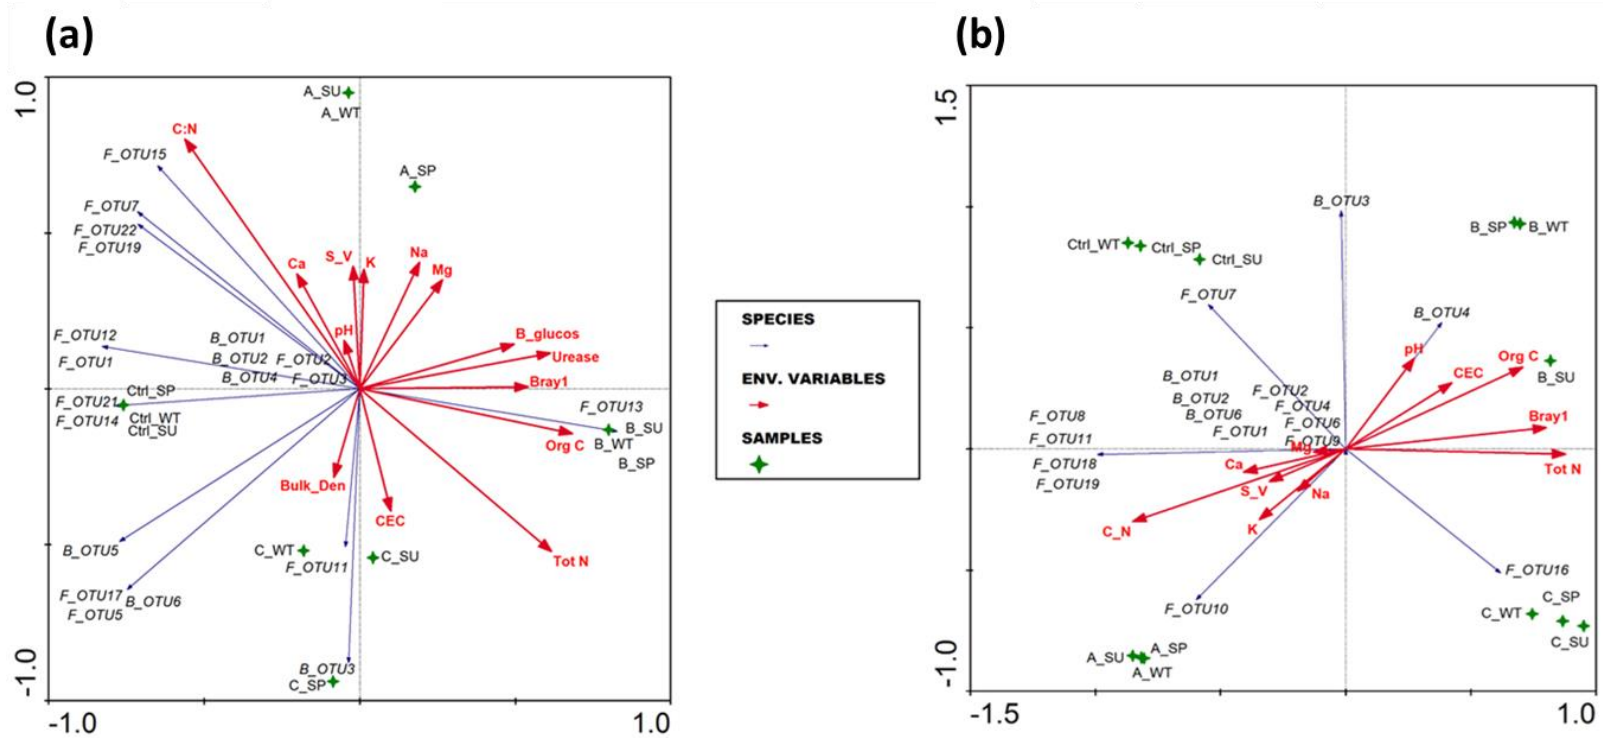 (a)
1.0
A_SU
A_WT
C:N
F_OTU15
A_SP
F_OTU7
F_OTU22
F_OTU19
Ca
S_V
K
Na
Mg
pH
B_glucos
Urease
Bray1
F_OTU12
F_OTU1
B_OTU1
B_OTU2
F_OTU2
B_OTU4
F_OTU3
Ctrl_SP
F_OTU21
F_OTU14
Ctrl_WT
Ctrl_SU
F_OTU13
B_SU
B_WT
B_SP
Org C
Bulk_Den
CEC
Tot N
B_OTU5
C_WT
C_SU
F_OTU11
F_OTU17
B_OTU6
F_OTU5
B_OTU3
C_SP
-1.0
-1.0
1.0
SPECIES
ENV. VARIABLES
SAMPLES
(b)
1.5
B_OTU3
B_SP
B_WT
Ctrl_WT
Ctrl_SP
Ctrl_SU
F_OTU7
B_OTU4
pH
CEC
Org C
B_SU
B_OTU1
B_OTU2
B_OTU6
F_OTU1
F_OTU2
F_OTU4
F_OTU6
F_OTU9
F_OTU8
F_OTU11
F_OTU18
F_OTU19
Bray1
Tot N
Mg
Ca
S_V
Na
K
C_N
F_OTU16
F_OTU10
C_SP
C_WT
C_SU
A_SU
A_SP
A_WT
-1.0
-1.5
1.0